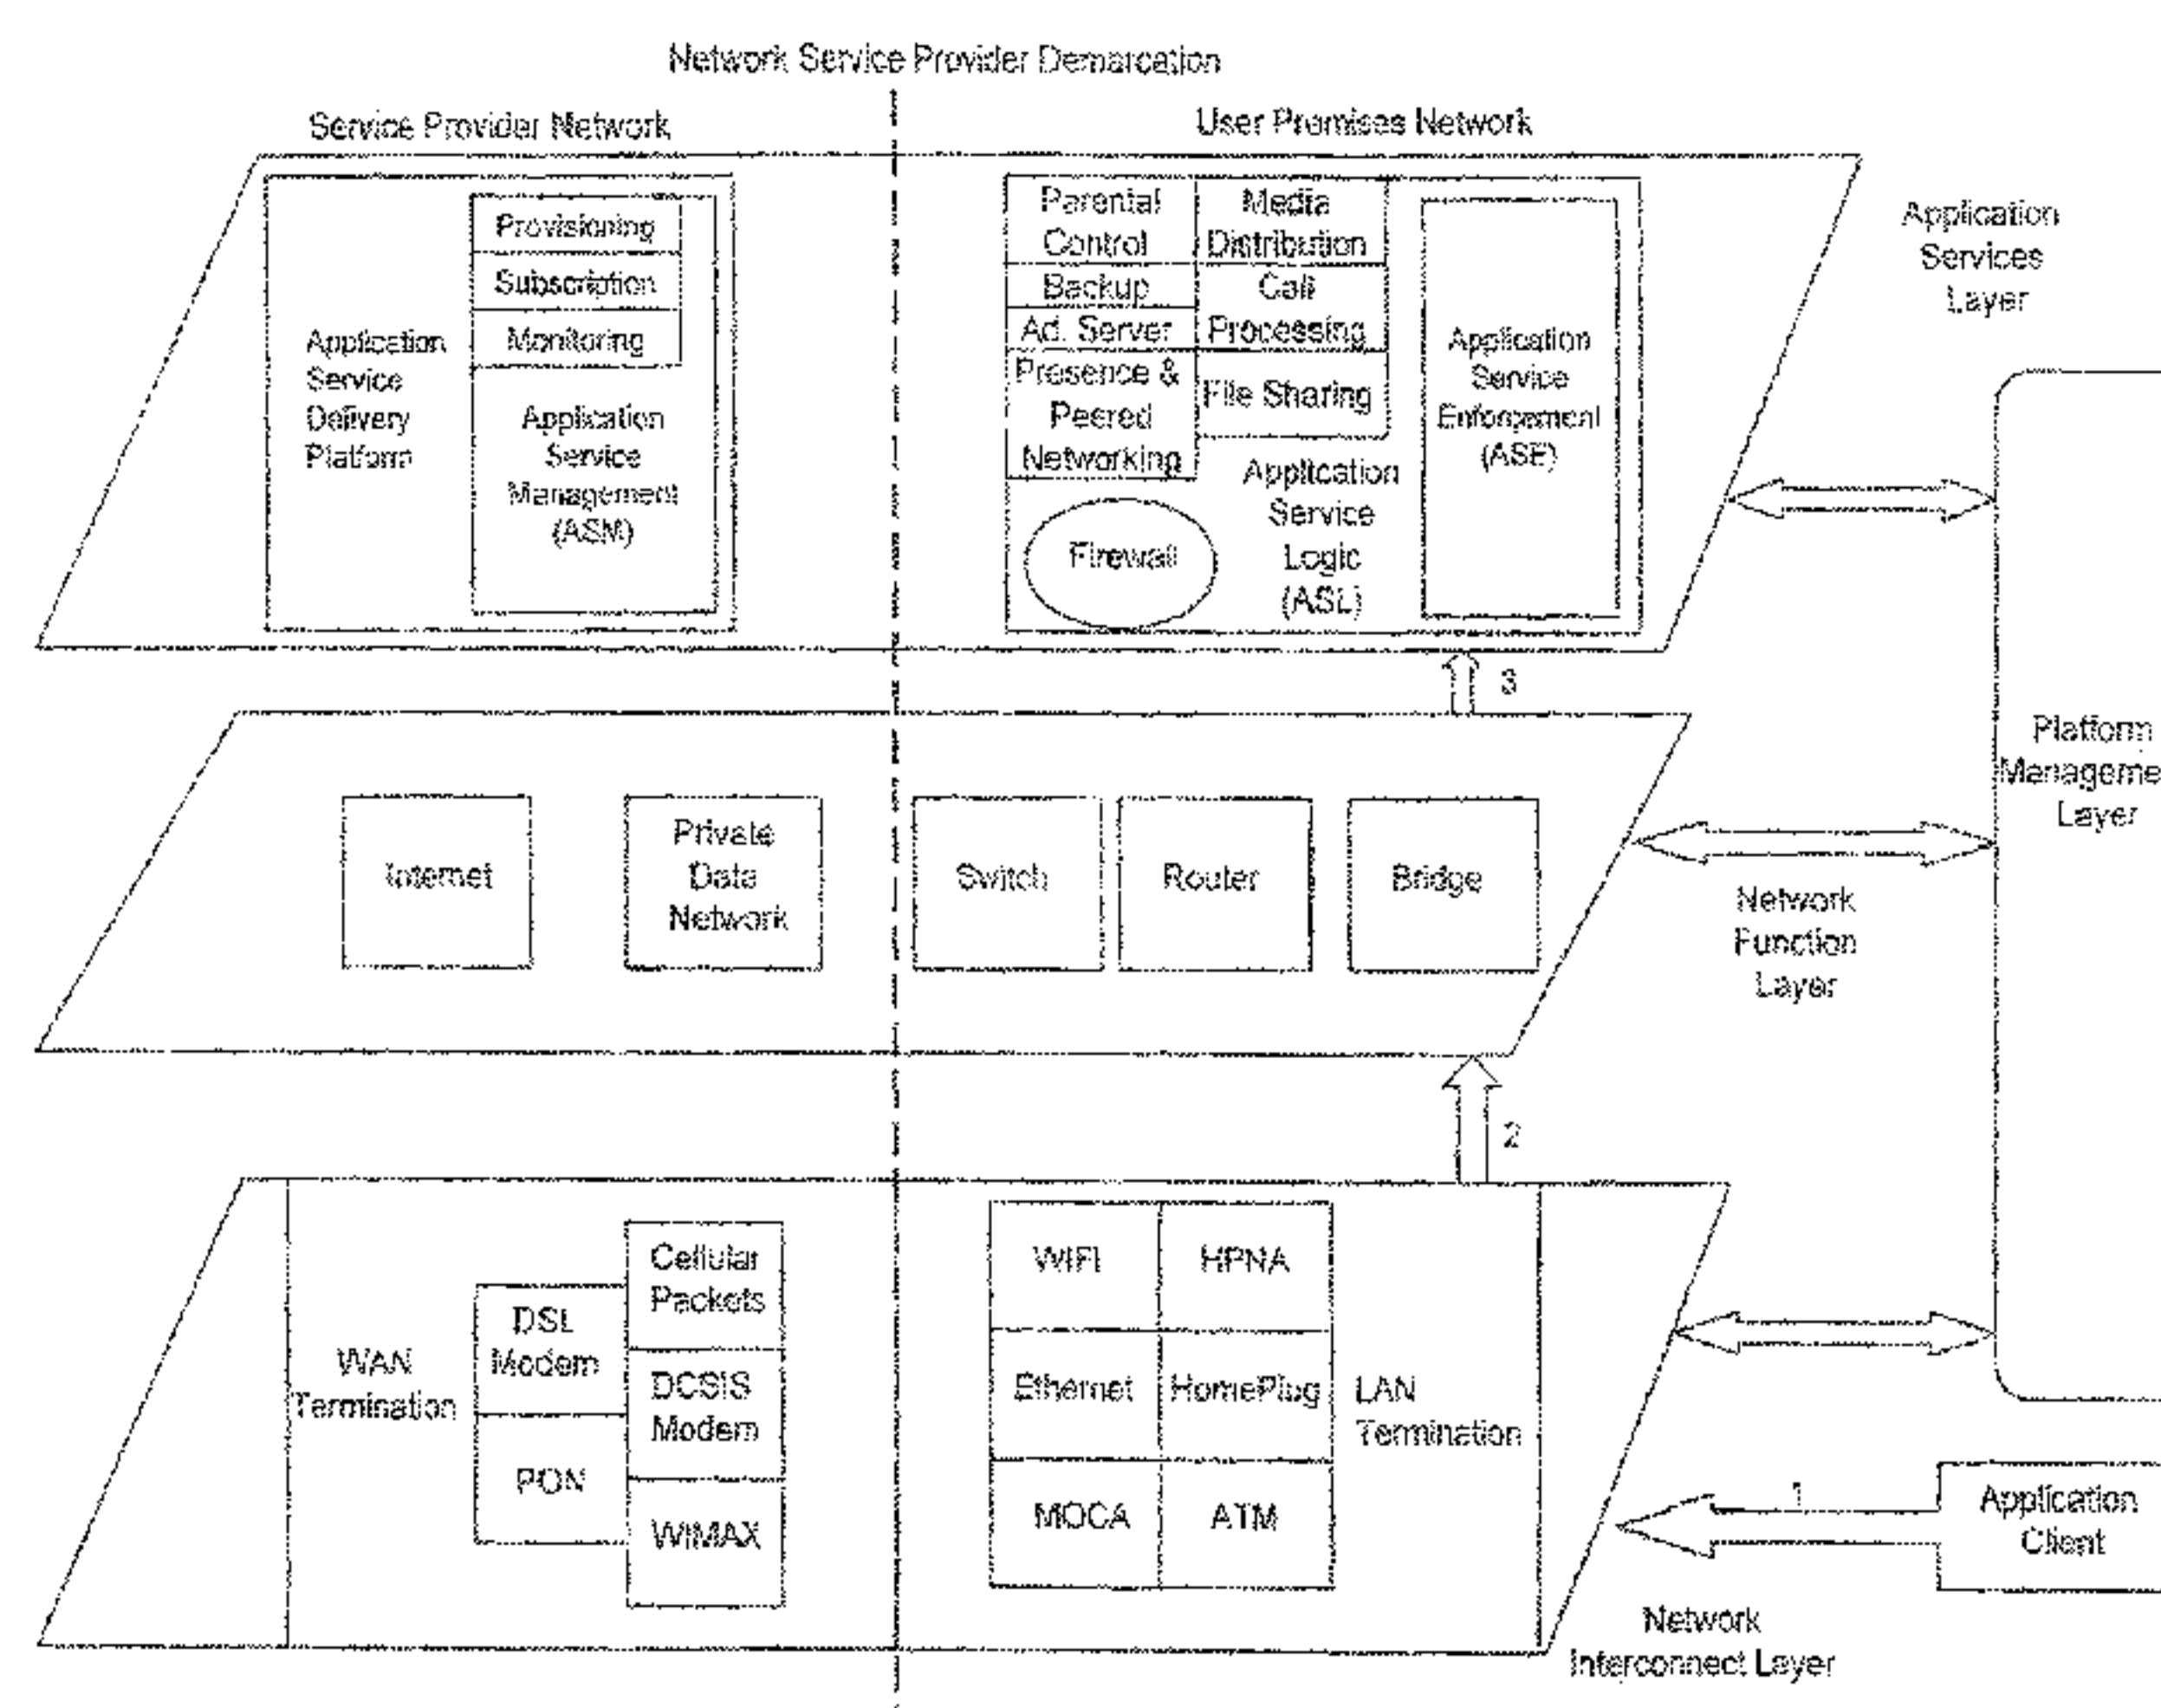 Network Service Provider Demarcation
Service Provider Network
User Premises Network
Provisioning
Subscription
Monitoring
Application
Service
Delivery
Platform
Application
Service
Management
(ASM)
Parental
Control
Backup
Ad. Server
Presence &
Peered
Networking
Media
Distribution
Call
Processing
File Sharing
Firewall
Application
Service
Logic
(ASL)
Application
Service
Enforcement
(ASE)
Application
Services
Layer
3
Internet
Private
Data
Network
Switch
Router
Bridge
Network
Function
Layer
Platform
Manageme
Layer
2
WAN
Termination
DSL
Modem
PON
Cellular
Packets
DCSIS
Modem
WIMAX
WIFI
HPNA
Ethernet
HomePlug
MOCA
ATM
LAN
Termination
1
Application
Client
Network
Interconnect Layer